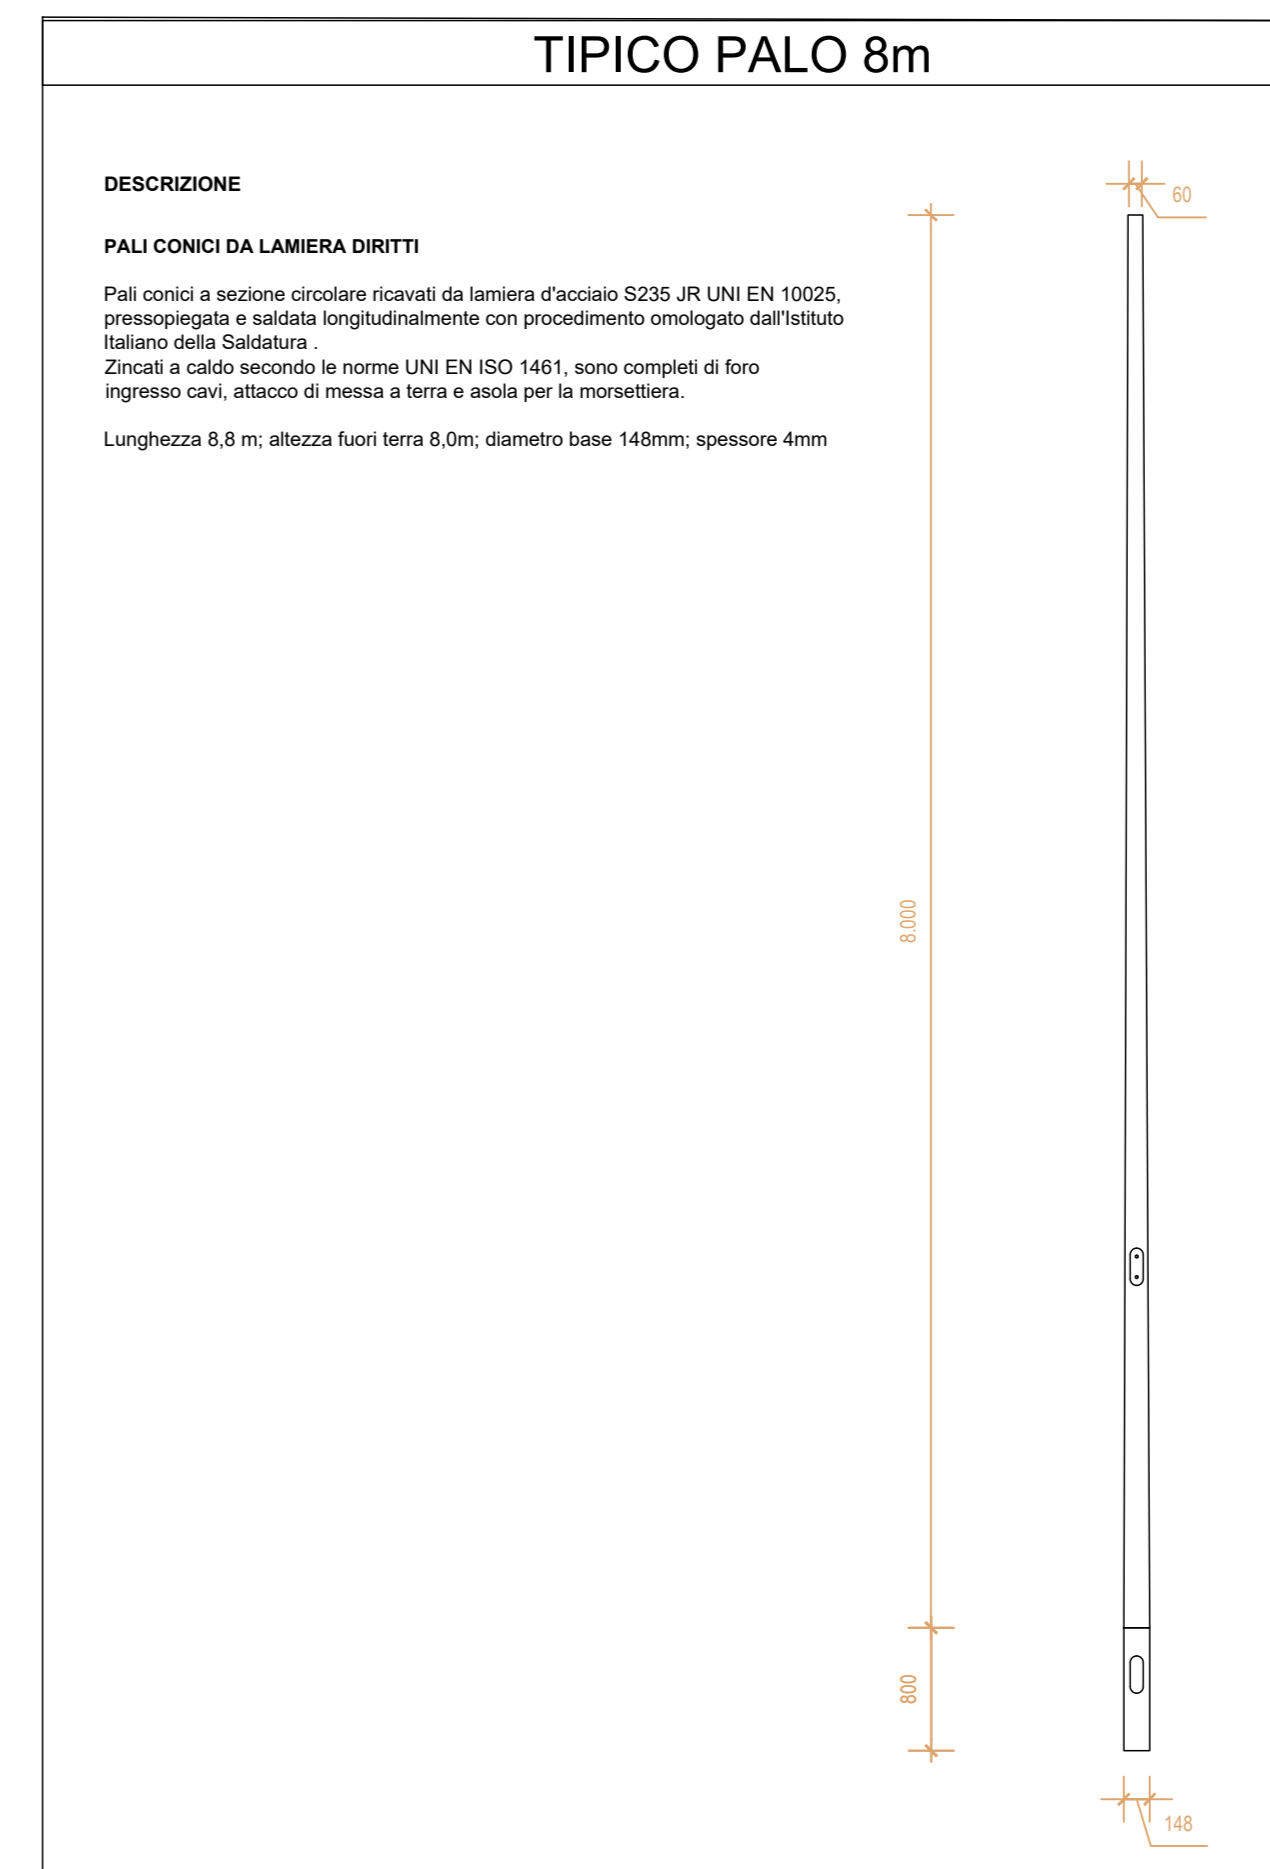 TIPICO PALO 8m
DESCRIZIONE
PALI CONICI DA LAMIERA DIRITTI
Pali conici a sezione circolare ricavati da lamiera d'acciaio S235 JR UNI EN 10025,
pressopiegata e saldata longitudinalmente con procedimento omologato dall'Istituto
Italiano della Saldatura .
Zincati a caldo secondo le norme UNI EN ISO 1461, sono completi di foro
ingresso cavi, attacco di messa a terra e asola per la morsettiera.
Lunghezza 8,8 m; altezza fuori terra 8,0m; diametro base 148mm; spessore 4mm
60
8.000
800
148